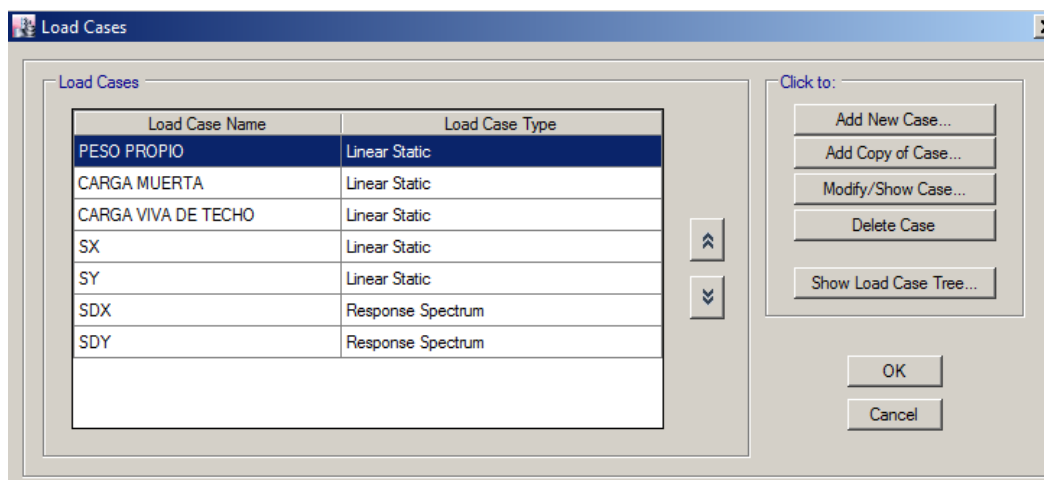 Load Cases
Load Cases
Load Case Name Load Case Type
PESO PROPIO Linear Static
CARGA MUERTA Linear Static
CARGA VIVA DE TECHO Linear Static
SX Linear Static
SY Linear Static
SDX Response Spectrum
SDY Response Spectrum
Click to:
Add New Case...
Add Copy of Case...
Modify/Show Case...
Delete Case
Show Load Case Tree...
OK
Cancel